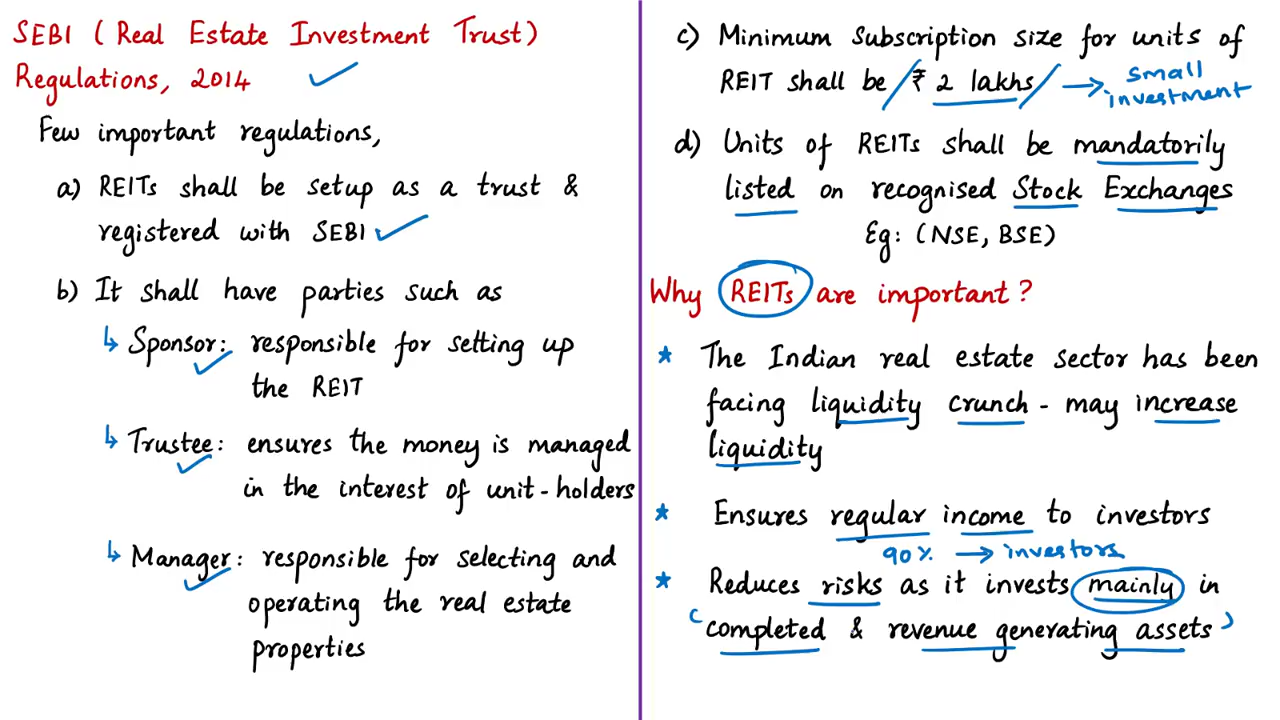 SEBI (Real Estate Investment Trust)
Regulations, 2014
Few important regulations,
a) REITs shall be setup as a trust &
registered with SEBI
b) It shall have parties such as
↳ Sponsor: responsible for setting up
the REIT
↳ Trustee: ensures the money is managed
in the interest of unit-holders
↳ Manager: responsible for selecting and
operating the real estate
properties
c) Minimum subscription size for units of
REIT shall be / ₹ 2 lakhs / → small
investment
d) Units of REITs shall be mandatorily
listed on recognised Stock Exchanges
Eg: (NSE, BSE)
Why REITs are important?
* The Indian real estate sector has been
facing liquidity crunch - may increase
liquidity
* Ensures regular income to investors
90% → investors
* Reduces risks as it invests mainly in
(completed & revenue generating assets)